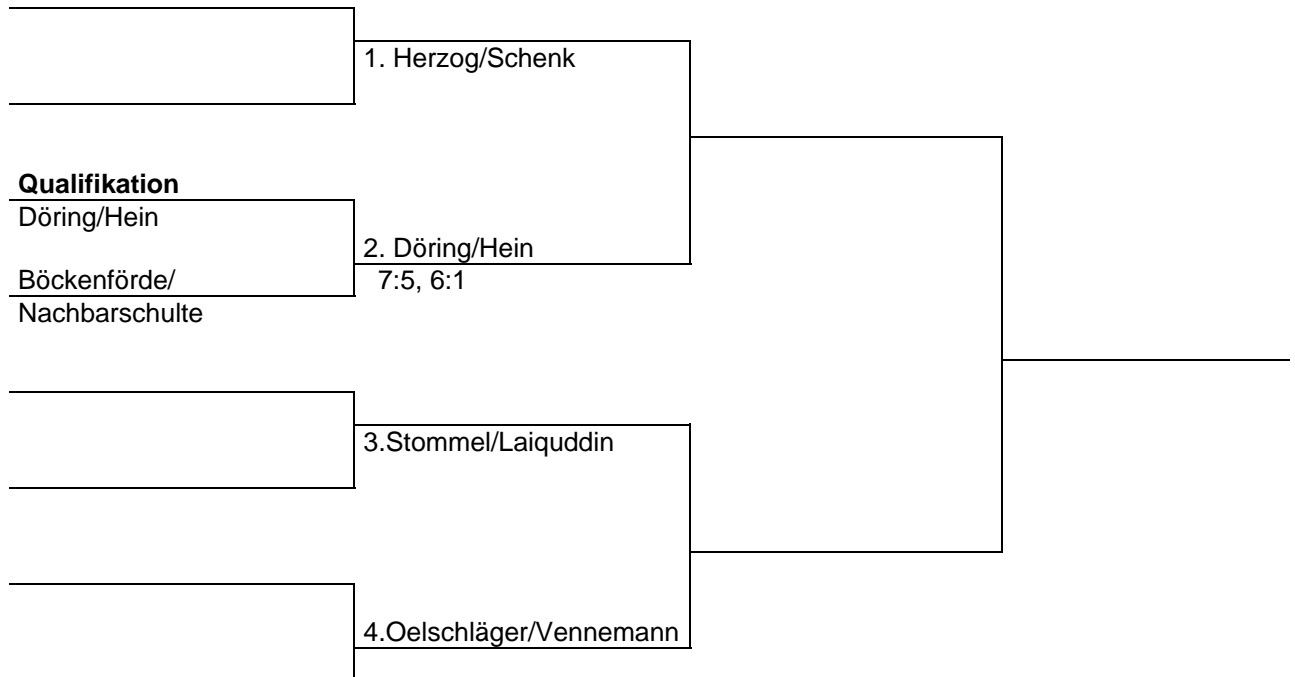 1. Herzog/Schenk
Qualifikation
Döring/Hein
2. Döring/Hein
Böckenförde/
7:5, 6:1
Nachbarschulte
3.Stommel/Laiquddin
4.Oelschläger/Vennemann